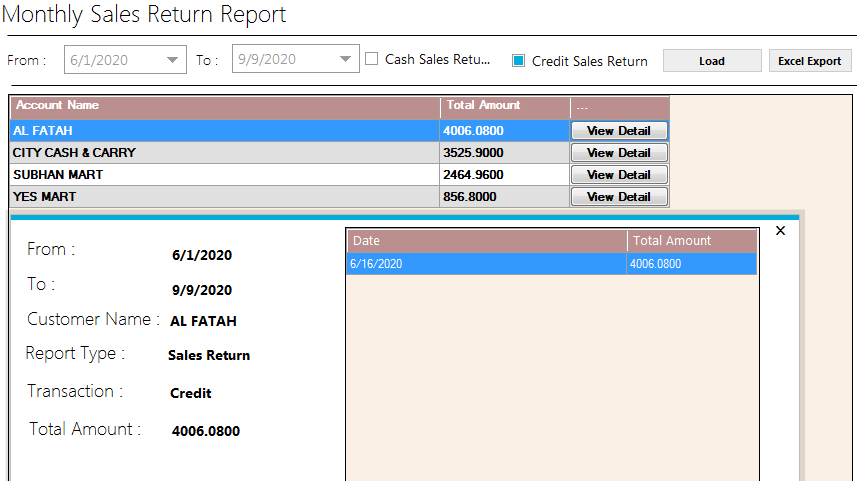 Monthly Sales Return Report
From : 6/1/2020 To : 9/9/2020 Cash Sales Retu... Credit Sales Return Load Excel Export
Account Name Total Amount ...
AL FATAH 4006.0800 View Detail
CITY CASH & CARRY 3525.9000 View Detail
SUBHAN MART 2464.9600 View Detail
YES MART 856.8000 View Detail
From : 6/1/2020
To : 9/9/2020
Customer Name : AL FATAH
Report Type : Sales Return
Transaction : Credit
Total Amount : 4006.0800
Date Total Amount X
6/16/2020 4006.0800